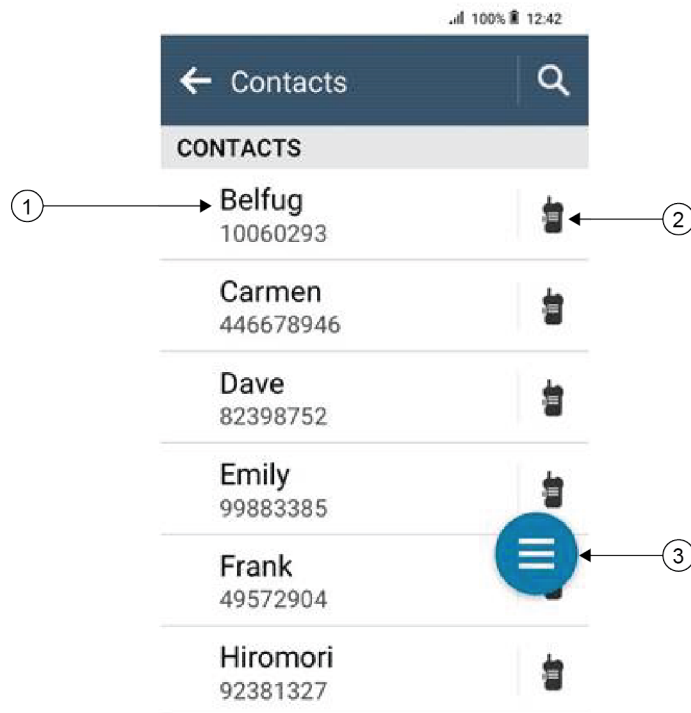 100% 12:42
Contacts
CONTACTS
1
Belfug
10060293
2
Carmen
446678946
Dave
82398752
Emily
99883385
3
Frank
49572904
Hiromori
92381327